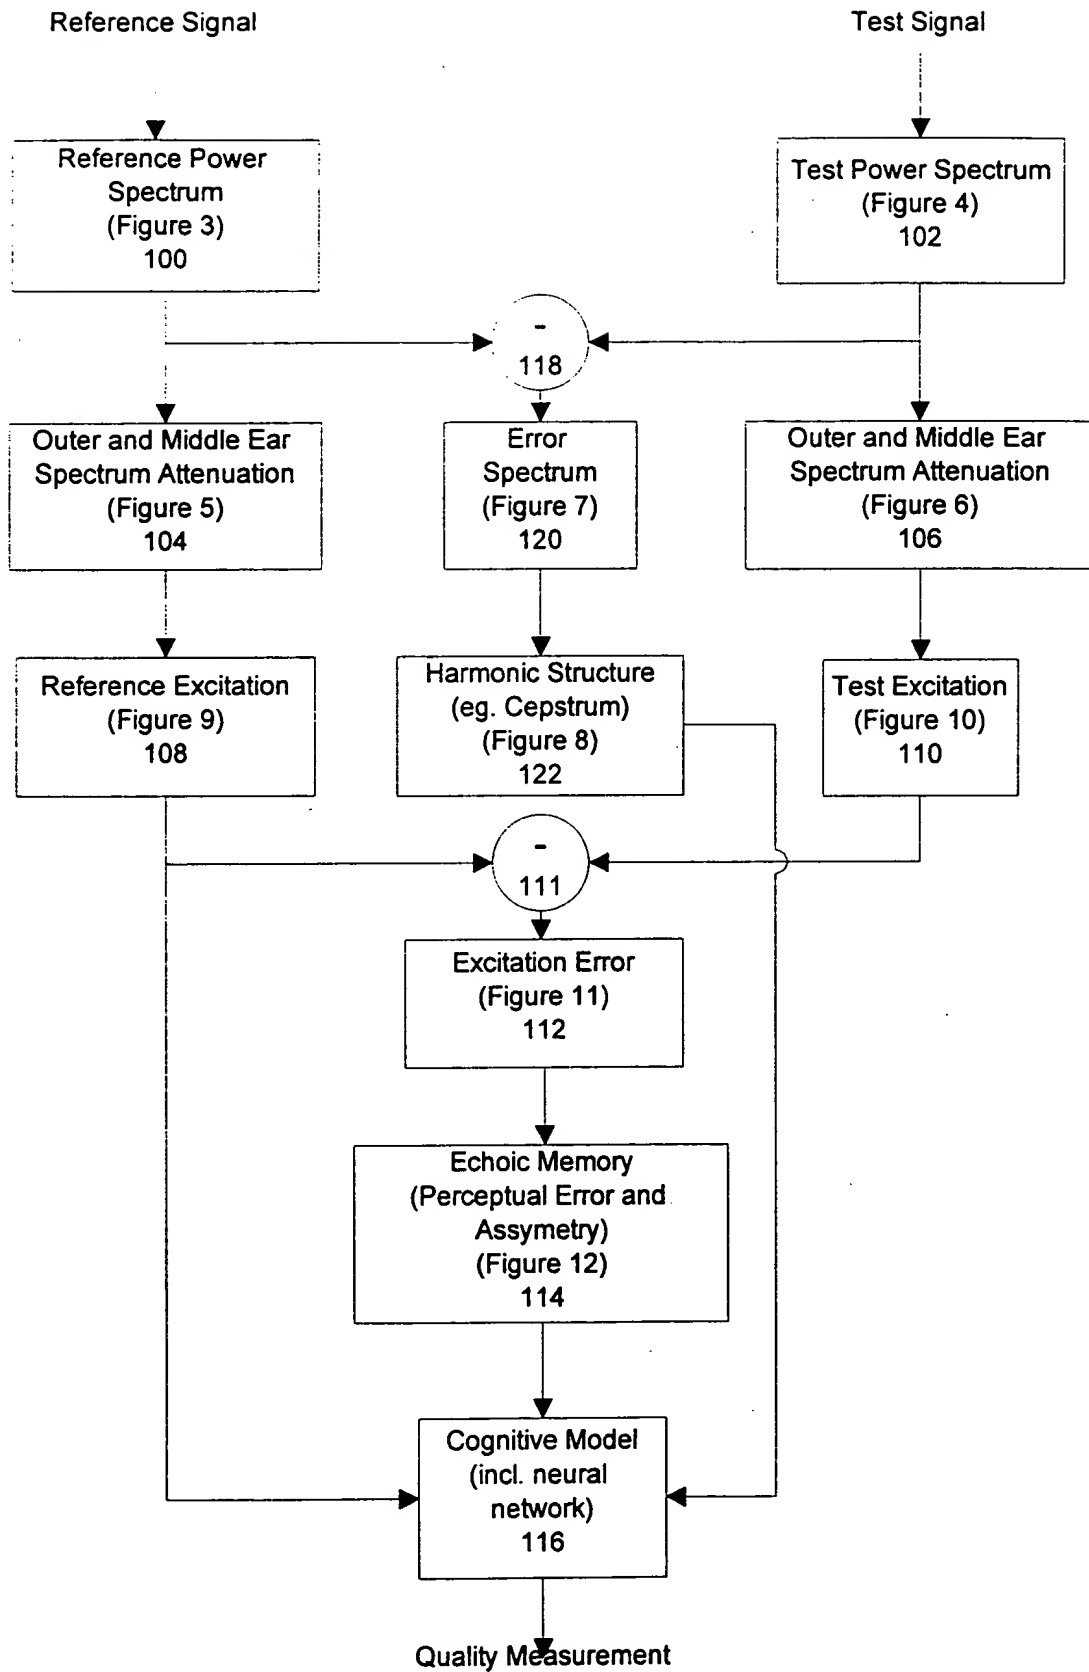 Reference Signal
Test Signal
Reference Power
Spectrum
(Figure 3)
100
Test Power Spectrum
(Figure 4)
102
-
118
Outer and Middle Ear
Spectrum Attenuation
(Figure 5)
104
Error
Spectrum
(Figure 7)
120
Outer and Middle Ear
Spectrum Attenuation
(Figure 6)
106
Reference Excitation
(Figure 9)
108
Harmonic Structure
(eg. Cepstrum)
(Figure 8)
122
Test Excitation
(Figure 10)
110
-
111
Excitation Error
(Figure 11)
112
Echoic Memory
(Perceptual Error and
Assymetry)
(Figure 12)
114
Cognitive Model
(incl. neural
network)
116
Quality Measurement